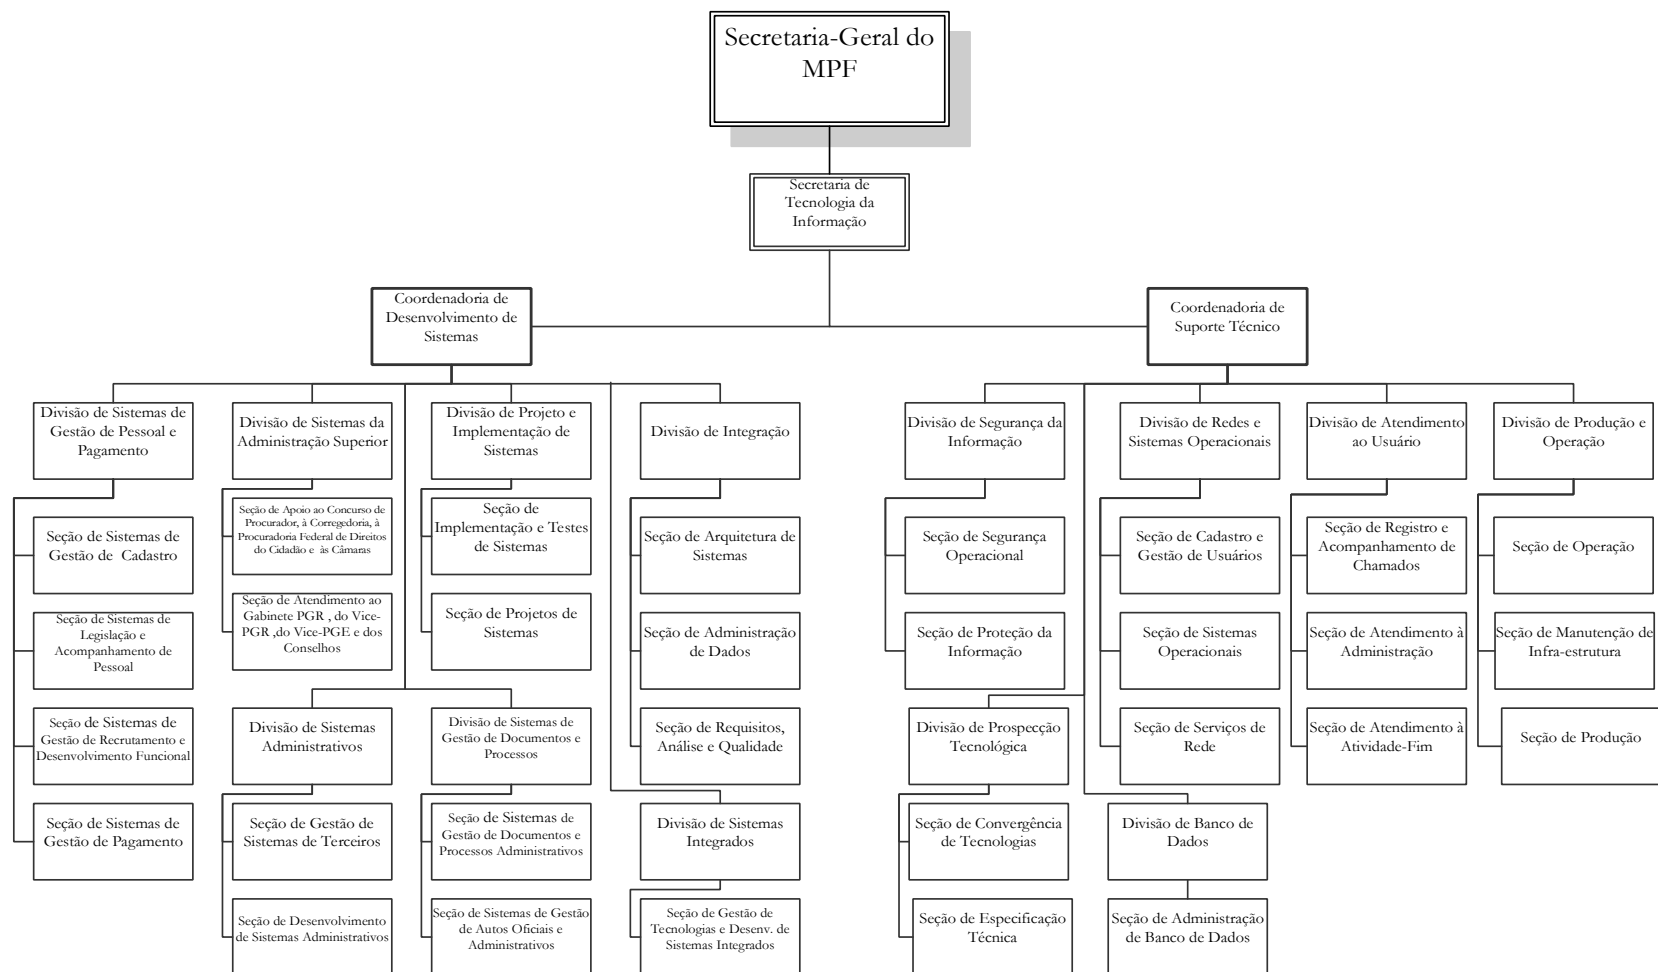 Secretaria-Geral do
MPF
Secretaria de
Tecnologia da
Informação
Coordenadoria de
Desenvolvimento de
Sistemas
Coordenadoria de
Suporte Técnico
Divisão de Sistemas de
Gestão de Pessoal e
Pagamento
Divisão de Sistemas da
Administração Superior
Divisão de Projeto e
Implementação de
Sistemas
Divisão de Integração
Divisão de Segurança da
Informação
Divisão de Redes e
Sistemas Operacionais
Divisão de Atendimento
ao Usuário
Divisão de Produção e
Operação
Seção de Sistemas de
Gestão de Cadastro
Seção de Apoio ao Concurso de
Procurador, à Corregedoria, à
Procuradoria Federal de Direitos
do Cidadão e às Câmaras
Seção de
Implementação e Testes
de Sistemas
Seção de Arquitetura de
Sistemas
Seção de Segurança
Operacional
Seção de Cadastro e
Gestão de Usuários
Seção de Registro e
Acompanhamento de
Chamados
Seção de Operação
Seção de Sistemas de
Legislação e
Acompanhamento de
Pessoal
Seção de Atendimento ao
Gabinete PGR , do Vice-
PGR ,do Vice-PGE e dos
Conselhos
Seção de Projetos de
Sistemas
Seção de Administração
de Dados
Seção de Proteção da
Informação
Seção de Sistemas
Operacionais
Seção de Atendimento à
Administração
Seção de Manutenção de
Infra-estrutura
Seção de Sistemas de
Gestão de Recrutamento e
Desenvolvimento Funcional
Divisão de Sistemas
Administrativos
Divisão de Sistemas de
Gestão de Documentos e
Processos
Seção de Requisitos,
Análise e Qualidade
Divisão de Prospecção
Tecnológica
Seção de Serviços de
Rede
Seção de Atendimento à
Atividade-Fim
Seção de Produção
Seção de Sistemas de
Gestão de Pagamento
Seção de Gestão de
Sistemas de Terceiros
Seção de Sistemas de
Gestão de Documentos e
Processos Administrativos
Divisão de Sistemas
Integrados
Seção de Convergência
de Tecnologias
Divisão de Banco de
Dados
Seção de Desenvolvimento
de Sistemas Administrativos
Seção de Sistemas de Gestão
de Autos Oficiais e
Administrativos
Seção de Gestão de
Tecnologias e Desenv. de
Sistemas Integrados
Seção de Especificação
Técnica
Seção de Administração
de Banco de Dados